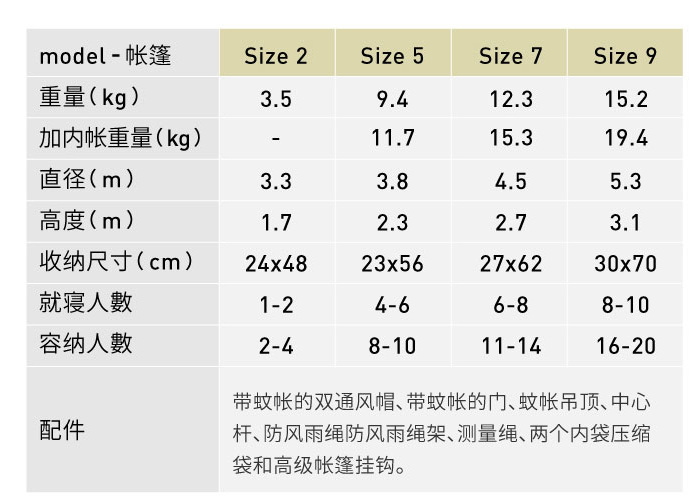 model - 帐篷 Size 2 Size 5 Size 7 Size 9
重量(kg) 3.5 9.4 12.3 15.2
加内帐重量(kg) - 11.7 15.3 19.4
直径(m) 3.3 3.8 4.5 5.3
高度(m) 1.7 2.3 2.7 3.1
收纳尺寸(cm) 24x48 23x56 27x62 30x70
就寝人數 1-2 4-6 6-8 8-10
容纳人數 2-4 8-10 11-14 16-20
配件
带蚊帐的双通风帽、带蚊帐的门、蚊帐吊顶、中心
杆、防风雨绳防风雨绳架、测量绳、两个内袋压缩
袋和高级帐篷挂钩。